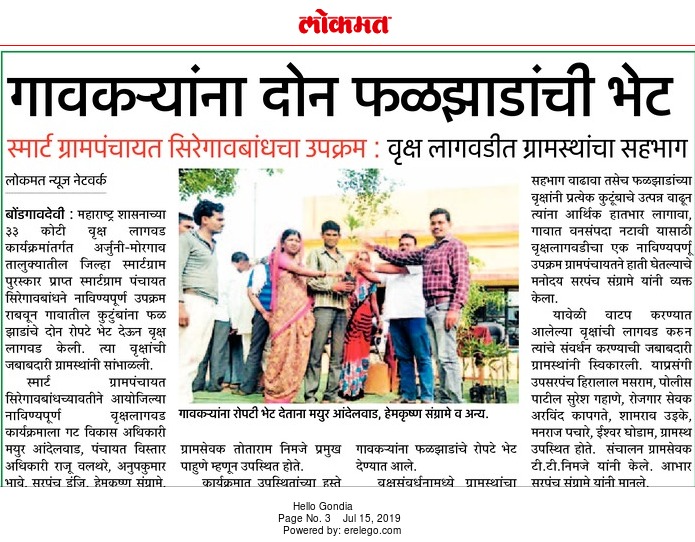 लोकमत
गावकऱ्यांना दोन फळझाडांची भेट
स्मार्ट ग्रामपंचायत सिरेगावबांधचा उपक्रम : वृक्ष लागवडीत ग्रामस्थांचा सहभाग
लोकमत न्यूज नेटवर्क
बोंडगावदेवी : महाराष्ट्र शासनाच्या
३३ कोटी वृक्ष लागवड
कार्यक्रमांतर्गत अर्जुनी-मोरगाव
तालुक्यातील जिल्हा स्मार्टग्राम
पुरस्कार प्राप्त स्मार्टग्राम पंचायत
सिरेगावबांधने नाविण्यपूर्ण उपक्रम
राबवून गावातील कुटुंबांना फळ
झाडांचे दोन रोपटे भेट देऊन वृक्ष
लागवड केली. त्या वृक्षांची
जबाबदारी ग्रामस्थांनी सांभाळली.
स्मार्ट ग्रामपंचायत
सिरेगावबांधच्यावतीने आयोजिल्या
नाविण्यपूर्ण वृक्षलागवड
कार्यक्रमाला गट विकास अधिकारी
मयुर आंदेलवाड, पंचायत विस्तार
अधिकारी राजू वलथरे, अनुपकुमार
भावे, सरपंच इंजि. हेमकृष्ण संग्रामे,
गावकऱ्यांना रोपटी भेट देताना मयुर आंदेलवाड, हेमकृष्ण संग्रामे व अन्य.
ग्रामसेवक तोताराम निमजे प्रमुख
पाहुणे म्हणून उपस्थित होते.
कार्यक्रमात उपस्थितांच्या हस्ते
गावकऱ्यांना फळझाडांचे रोपटे भेट
देण्यात आले.
वृक्षसंवर्धनामध्ये ग्रामस्थांचा
सहभाग वाढावा तसेच फळझाडांच्या
वृक्षांनी प्रत्येक कुटुंबाचे उत्पन्न वाढून
त्यांना आर्थिक हातभार लागावा,
गावात वनसंपदा नटावी यासाठी
वृक्षलागवडीचा एक नाविण्यपूर्ण
उपक्रम ग्रामपंचायतने हाती घेतल्याचे
मनोदय सरपंच संग्रामे यांनी व्यक्त
केला.
यावेळी वाटप करण्यात
आलेल्या वृक्षांची लागवड करुन
त्यांचे संवर्धन करण्याची जबाबदारी
ग्रामस्थांनी स्विकारली. याप्रसंगी
उपसरपंच हिरालाल मसराम, पोलीस
पाटील सुरेश गहाणे, रोजगार सेवक
अरविंद कापगते, शामराव उइके,
मनराज पचारे, ईश्वर घोडाम, ग्रामस्थ
उपस्थित होते. संचालन ग्रामसेवक
टी.टी.निमजे यांनी केले. आभार
सरपंच संग्रामे यांनी मानले.
Hello Gondia
Page No. 3 Jul 15, 2019
Powered by: erelego.com